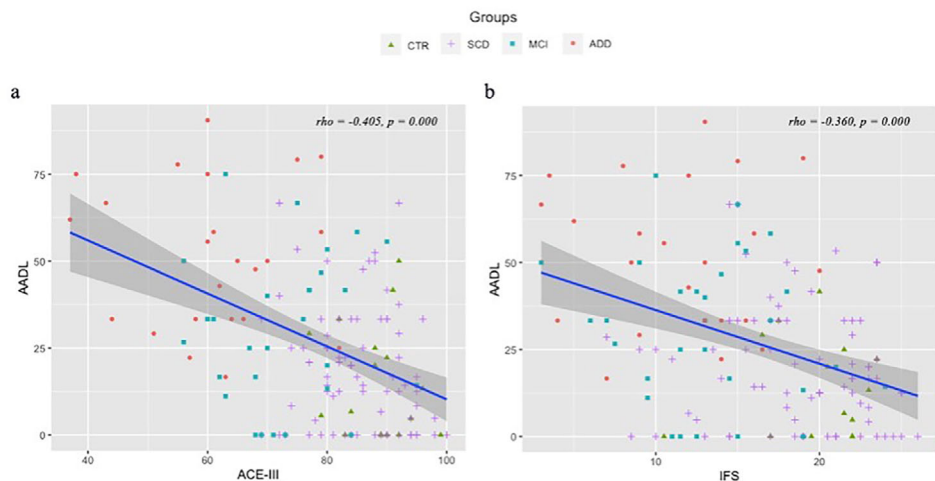 Groups
CTR SCD MCI ADD
a b
rho = -0.405, p = 0.000
rho = -0.360, p = 0.000
75
50
25
0
AADL
40 60 80 100
ACE-III
75
50
25
0
AADL
10 20
IFS